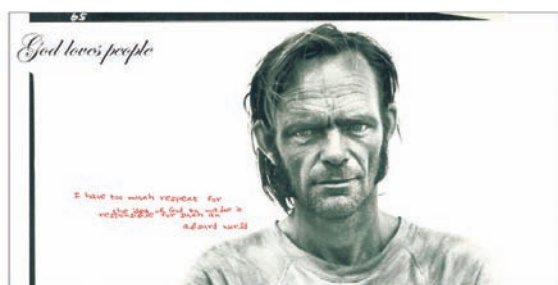 65
God loves people
I have too much respect for
the idea of God to make it
responsible for such an
absurd world